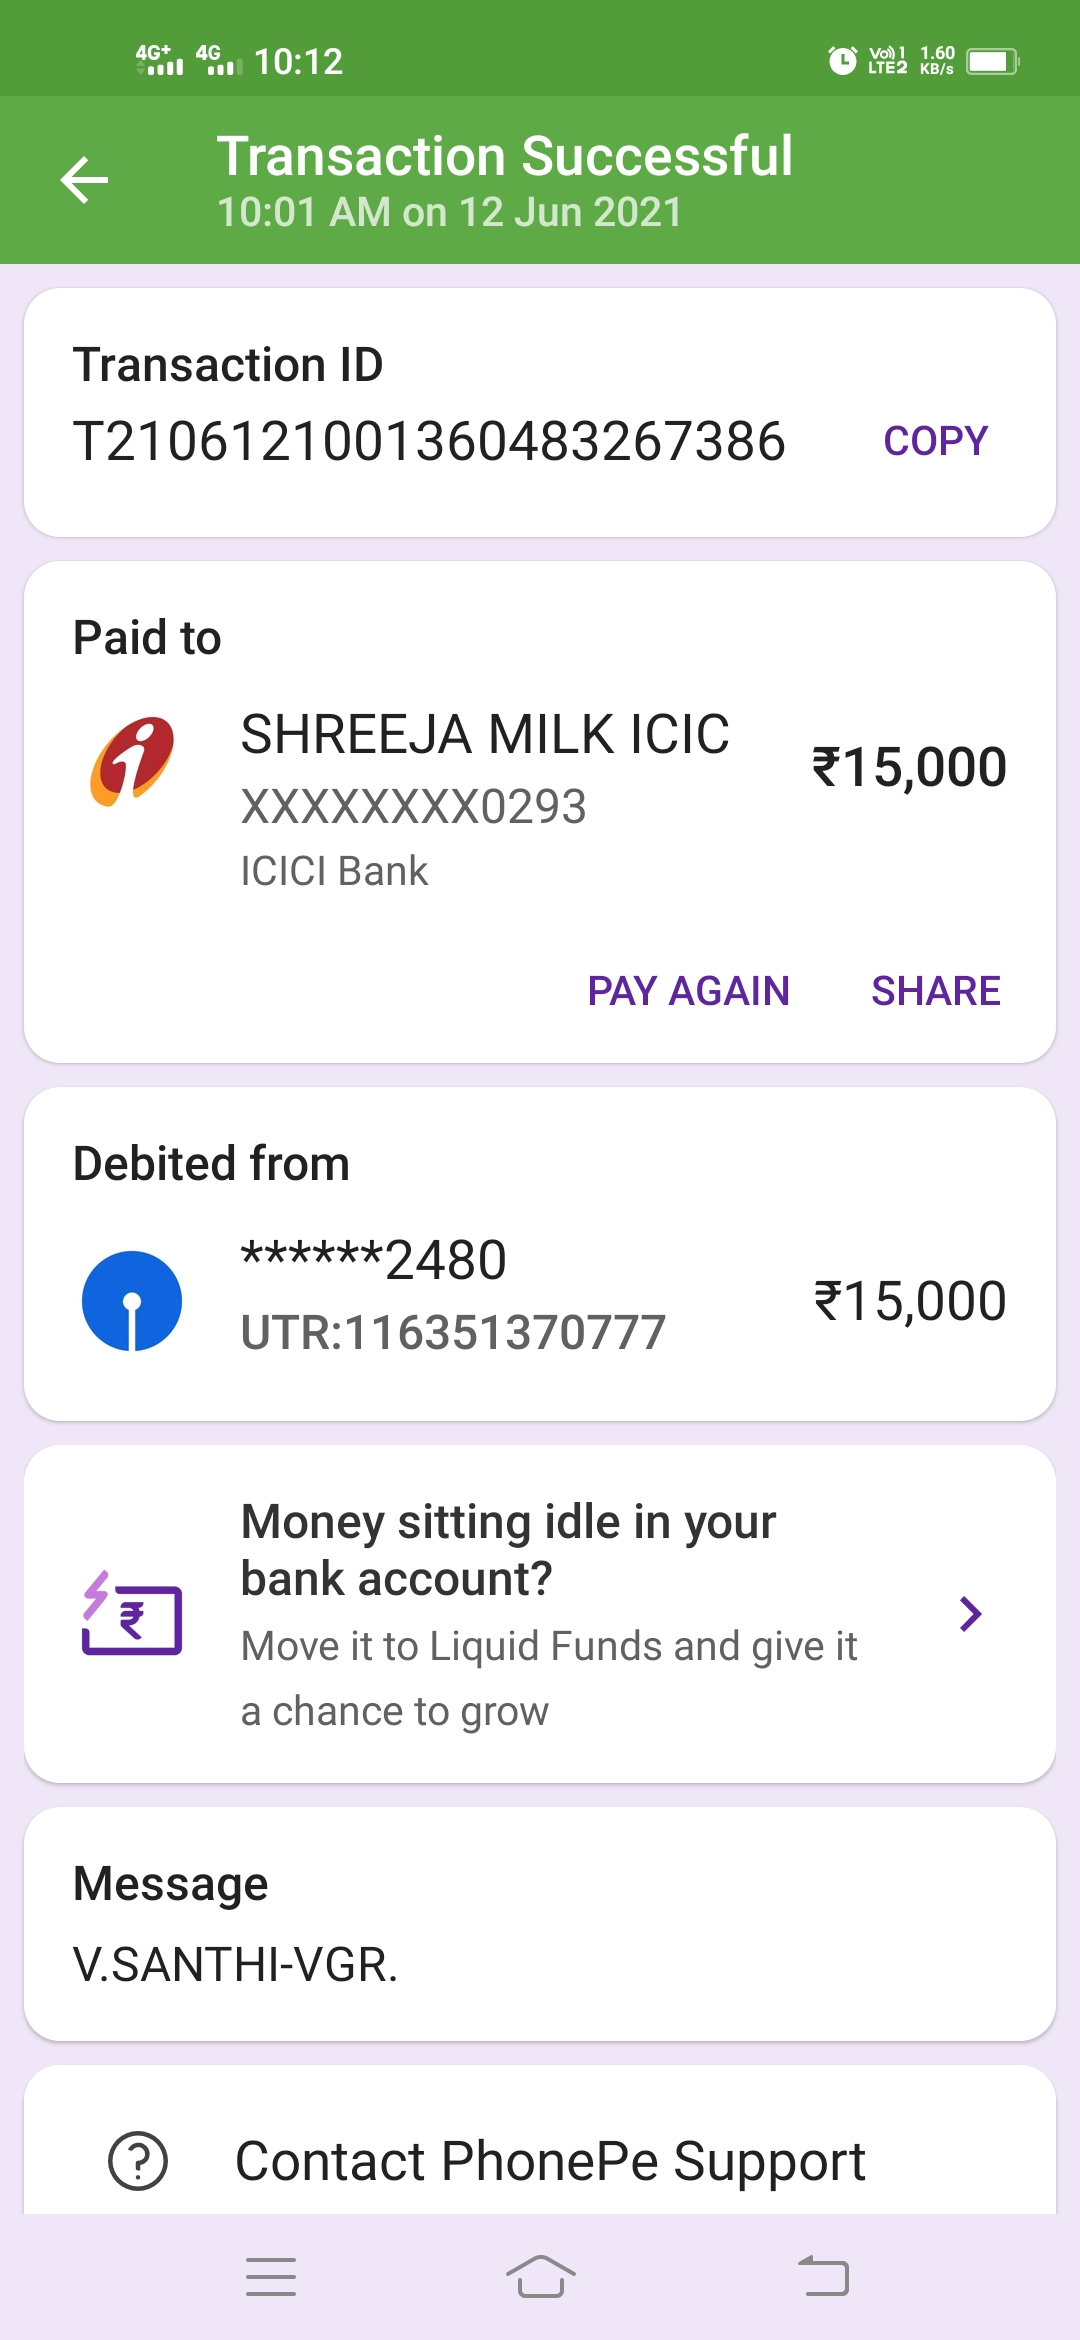 4G+ 4G 10:12 Vo)) 1 LTE2 1.60 KB/s
Transaction Successful
10:01 AM on 12 Jun 2021
Transaction ID
T2106121001360483267386 COPY
Paid to
SHREEJA MILK ICIC
₹15,000
XXXXXXXX0293
ICICI Bank
PAY AGAIN SHARE
Debited from
******2480
₹15,000
UTR:116351370777
Money sitting idle in your
bank account?
Move it to Liquid Funds and give it
a chance to grow
Message
V.SANTHI-VGR.
Contact PhonePe Support